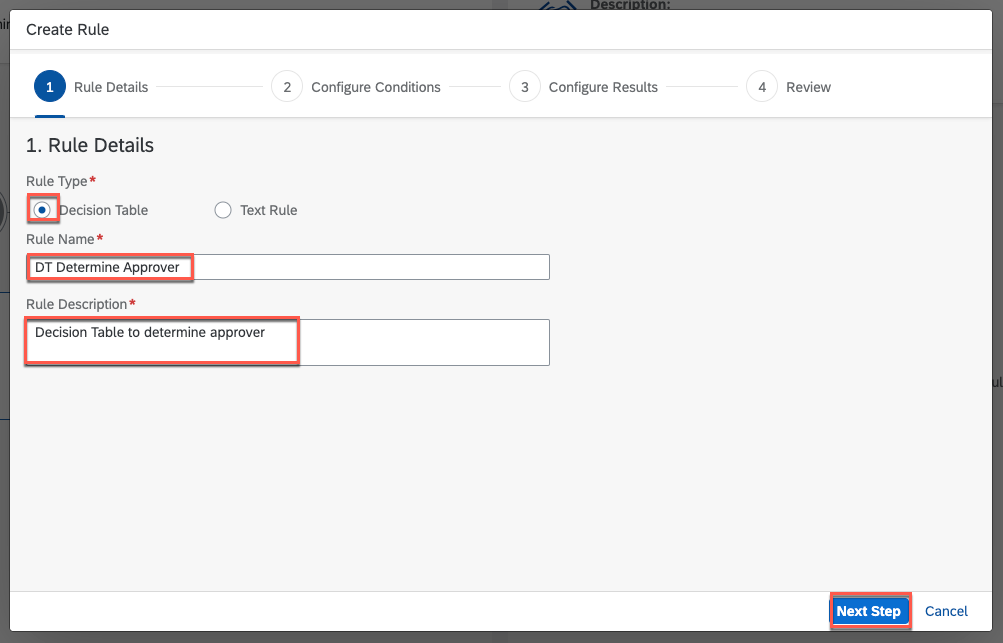 Description:
Create Rule
1 Rule Details 2 Configure Conditions 3 Configure Results 4 Review
1. Rule Details
Rule Type*
Decision Table Text Rule
Rule Name*
DT Determine Approver
Rule Description*
Decision Table to determine approver
Next Step Cancel